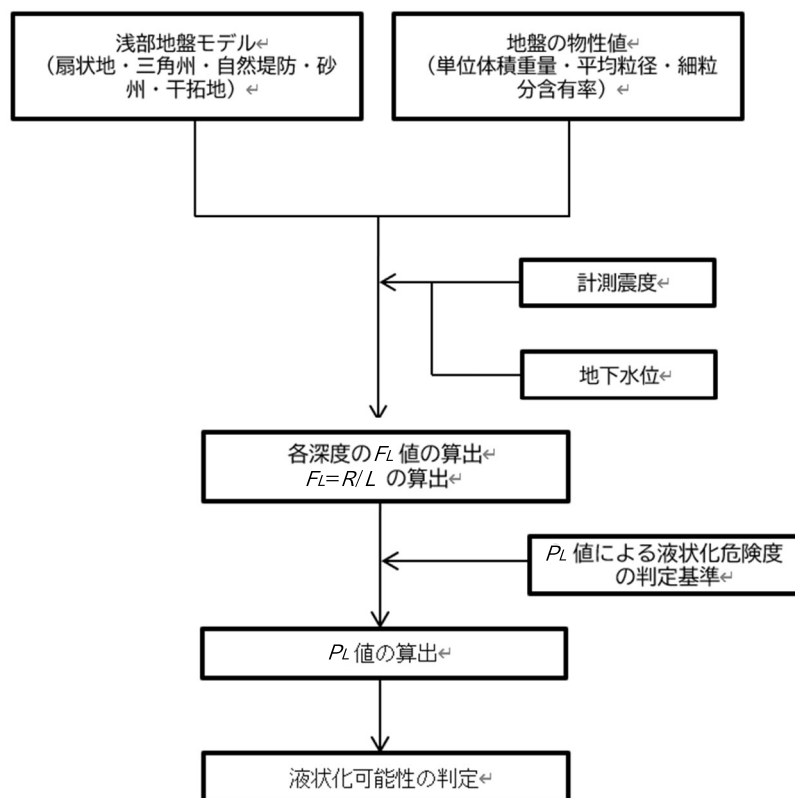 浅部地盤モデル↵
（扇状地・三角州・自然堤防・砂
州・干拓地）↵
地盤の物性値↵
（単位体積重量・平均粒径・細粒
分含有率）↵
計測震度↵
地下水位↵
各深度のFL値の算出↵
FL=R/L の算出↵
PL値による液状化危険度
の判定基準↵
PL値の算出↵
液状化可能性の判定↵